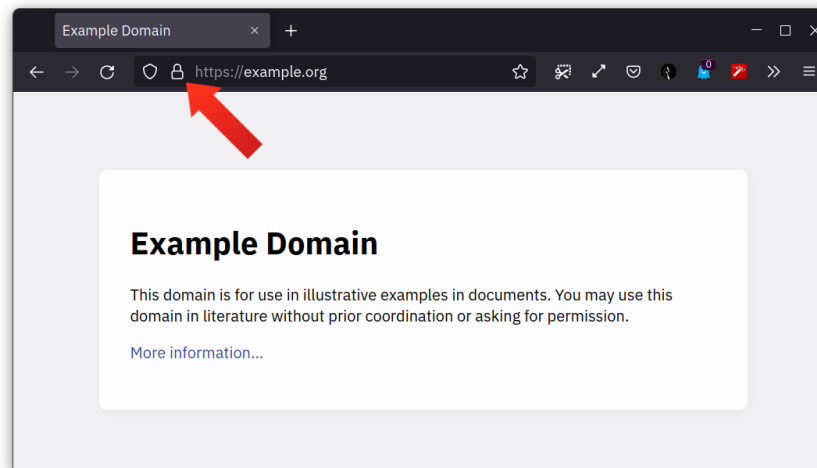 Example Domain
https://example.org
0
Example Domain
This domain is for use in illustrative examples in documents. You may use this
domain in literature without prior coordination or asking for permission.
More information...